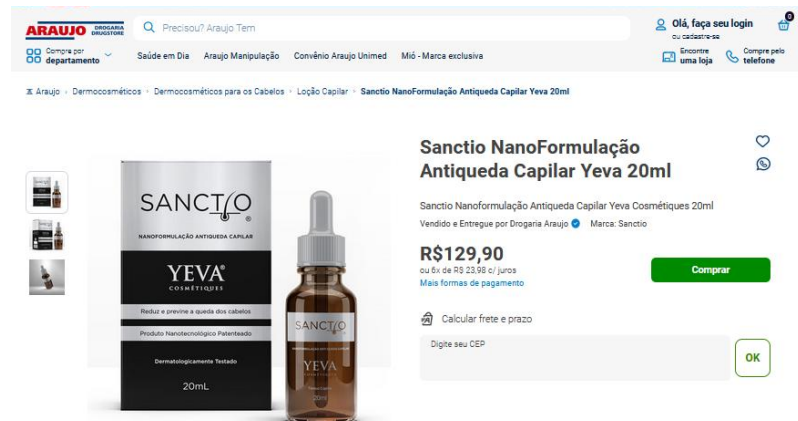 ARAUJO DROGARIA DRUGSTORE
Precisou? Araujo Tem
Olá, faça seu login
ou cadastre-se
0
Compre por
departamento
Saúde em Dia
Araujo Manipulação
Convênio Araujo Unimed
Mió - Marca exclusiva
Encontre
uma loja
Compre pelo
telefone
Araujo
Dermocosméticos
Dermocosméticos para os Cabelos
Loção Capilar
Sanctio NanoFormulação Antiqueda Capilar Yeva 20ml
SANCTIO®
NANOFORMULAÇÃO ANTIQUEDA CAPILAR
YEVA®
COSMÉTIQUES
Reduz e previne a queda dos cabelos
Produto Nanotecnológico Patenteado
Dermatologicamente Testado
20mL
SANCTIO
YEVA
20ml
Sanctio NanoFormulação
Antiqueda Capilar Yeva 20ml
Sanctio Nanoformulação Antiqueda Capilar Yeva Cosmétiques 20ml
Vendido e Entregue por Drogaria Araujo
Marca: Sanctio
R$129,90
ou 6x de R$ 23,98 c/ juros
Mais formas de pagamento
Comprar
Calcular frete e prazo
Digite seu CEP
OK